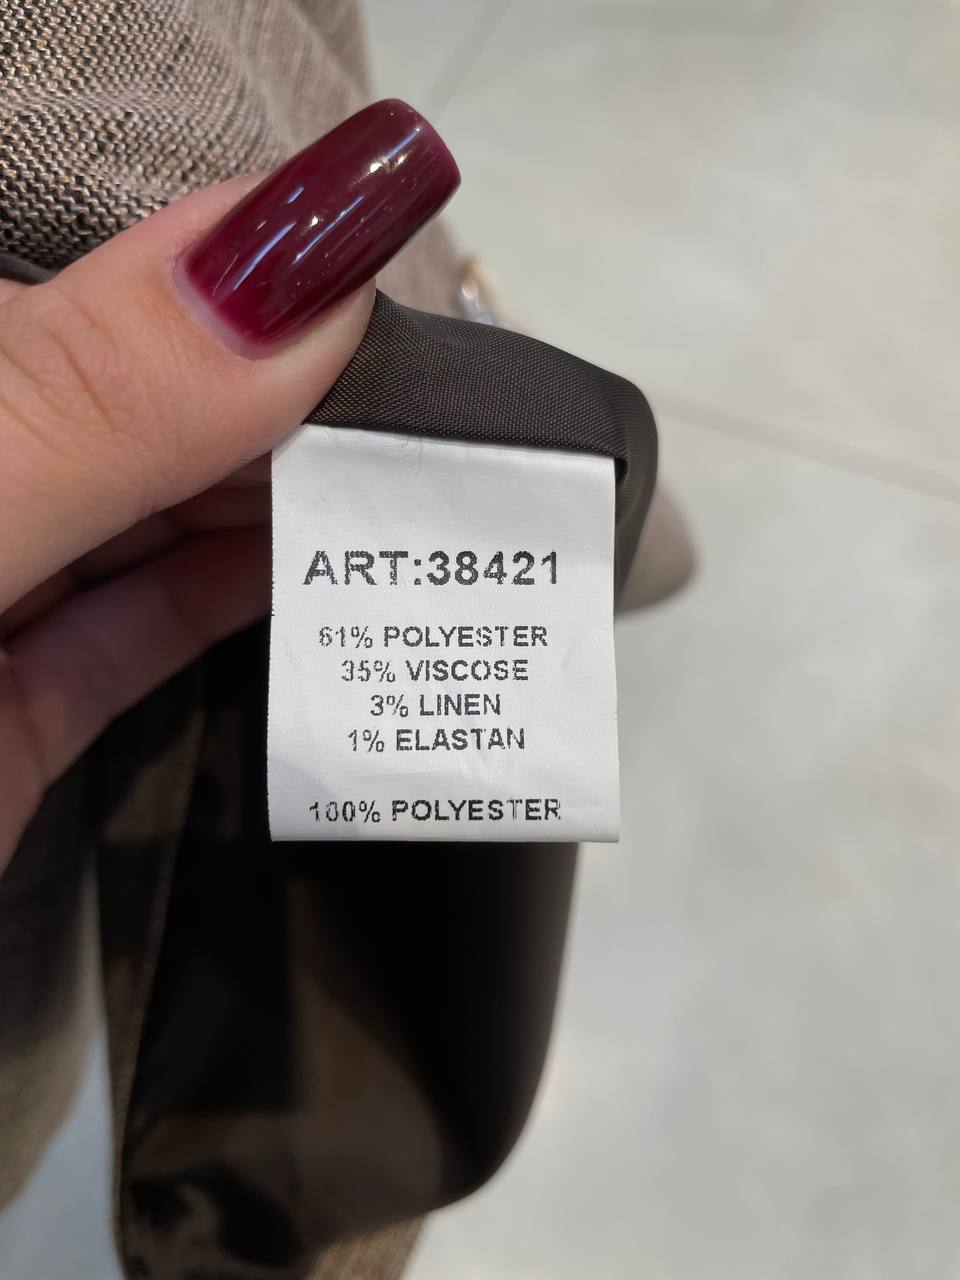 ART:38421
61% POLYESTER
35% VISCOSE
3% LINEN
1% ELASTAN
100% POLYESTER